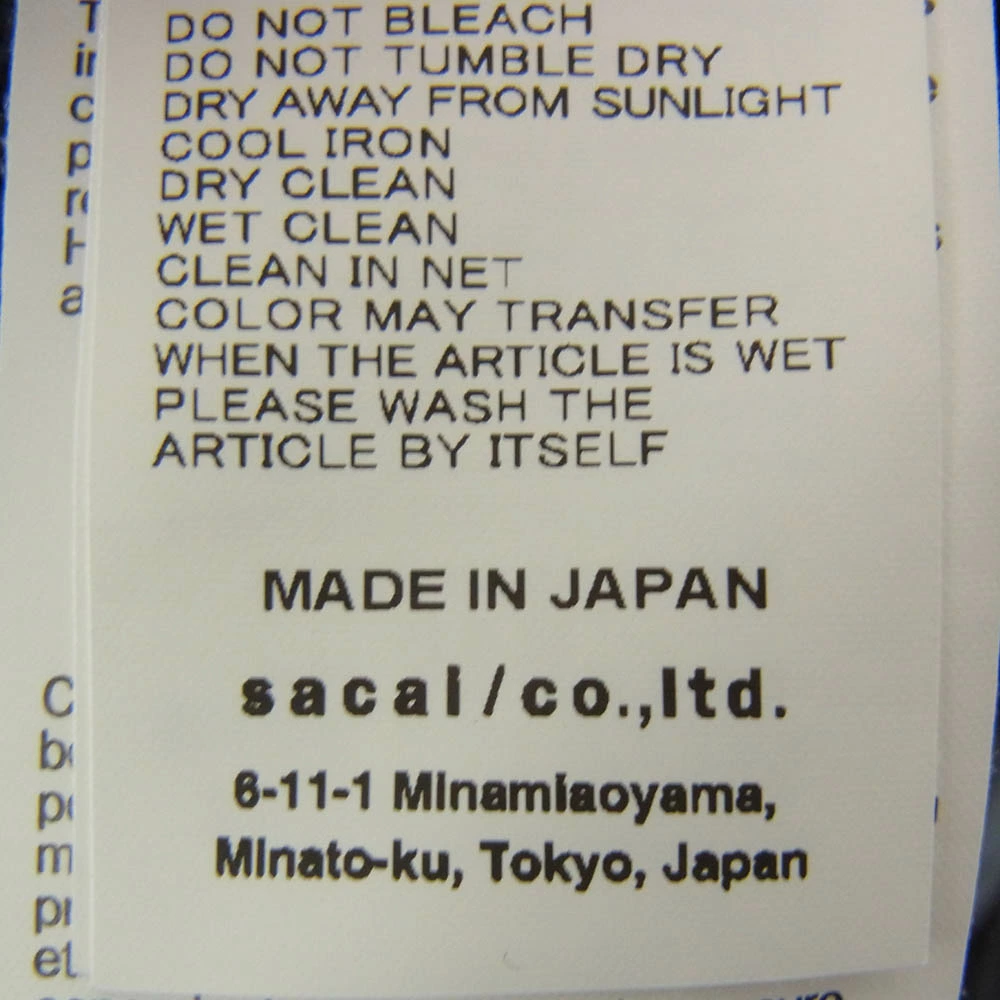 DO NOT BLEACH
DO NOT TUMBLE DRY
DRY AWAY FROM SUNLIGHT
COOL IRON
DRY CLEAN
WET CLEAN
CLEAN IN NET
COLOR MAY TRANSFER
WHEN THE ARTICLE IS WET
PLEASE WASH THE
ARTICLE BY ITSELF
MADE IN JAPAN
sacai/co.,ltd.
6-11-1 Minamiaoyama,
Minato-ku, Tokyo, Japan